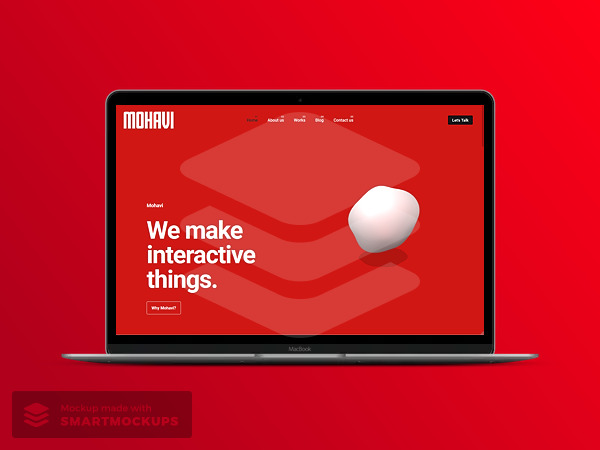 MOHAVI
Home About us Works Blog Contact us
Let's Talk
Mohavi
We make
interactive
things.
Why Mohavi?
MacBook
Mockup made with
SMARTMOCKUPS